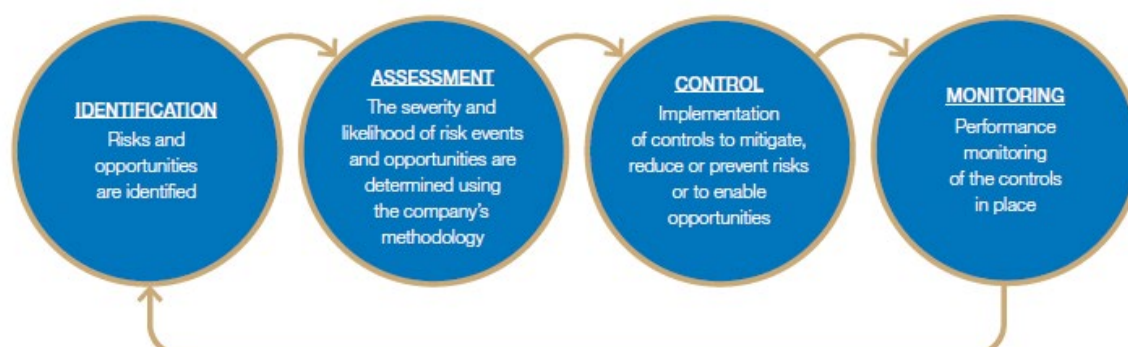 IDENTIFICATION
Risks and
opportunities
are identified
ASSESSMENT
The severity and
likelihood of risk events
and opportunities are
determined using
the company's
methodology
CONTROL
Implementation
of controls to mitigate,
reduce or prevent risks
or to enable
opportunities
MONITORING
Performance
monitoring
of the controls
in place